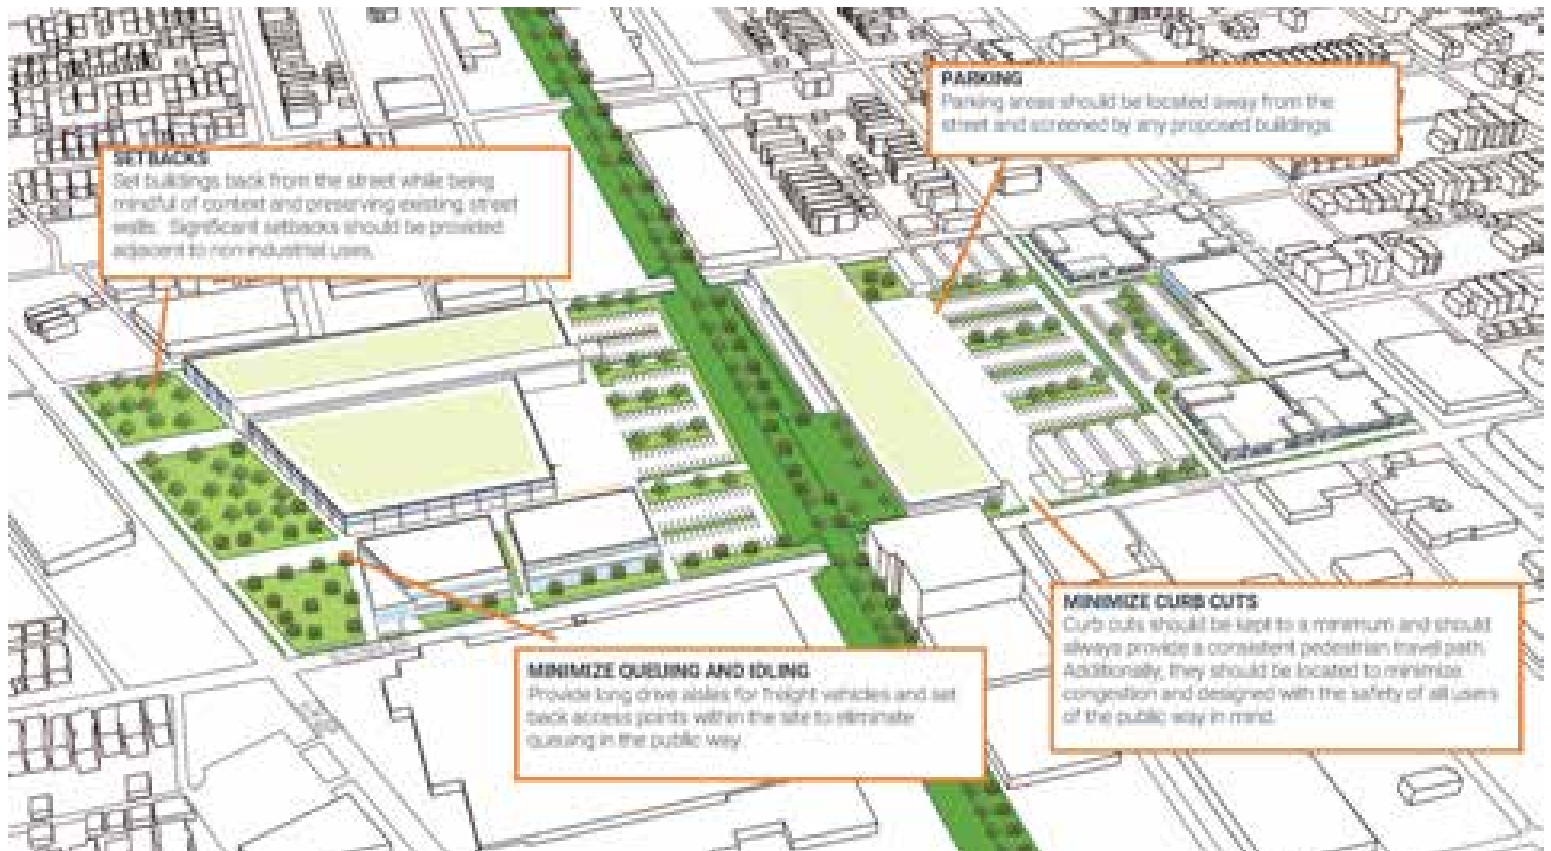 SETBACKS
Set buildings back from the street while being
mindful of context and preserving existing street
walls. Significant setbacks should be provided
adjacent to non-industrial uses.
PARKING
Parking areas should be located away from the
street and screened by any proposed buildings.
MINIMIZE QUEUING AND IDLING
Provide long drive aisles for freight vehicles and set
back access points within the site to eliminate
queuing in the public way.
MINIMIZE CURB CUTS
Curb cuts should be kept to a minimum and should
always provide a consistent pedestrian travel path.
Additionally, they should be located to minimize
congestion and designed with the safety of all users
of the public way in mind.